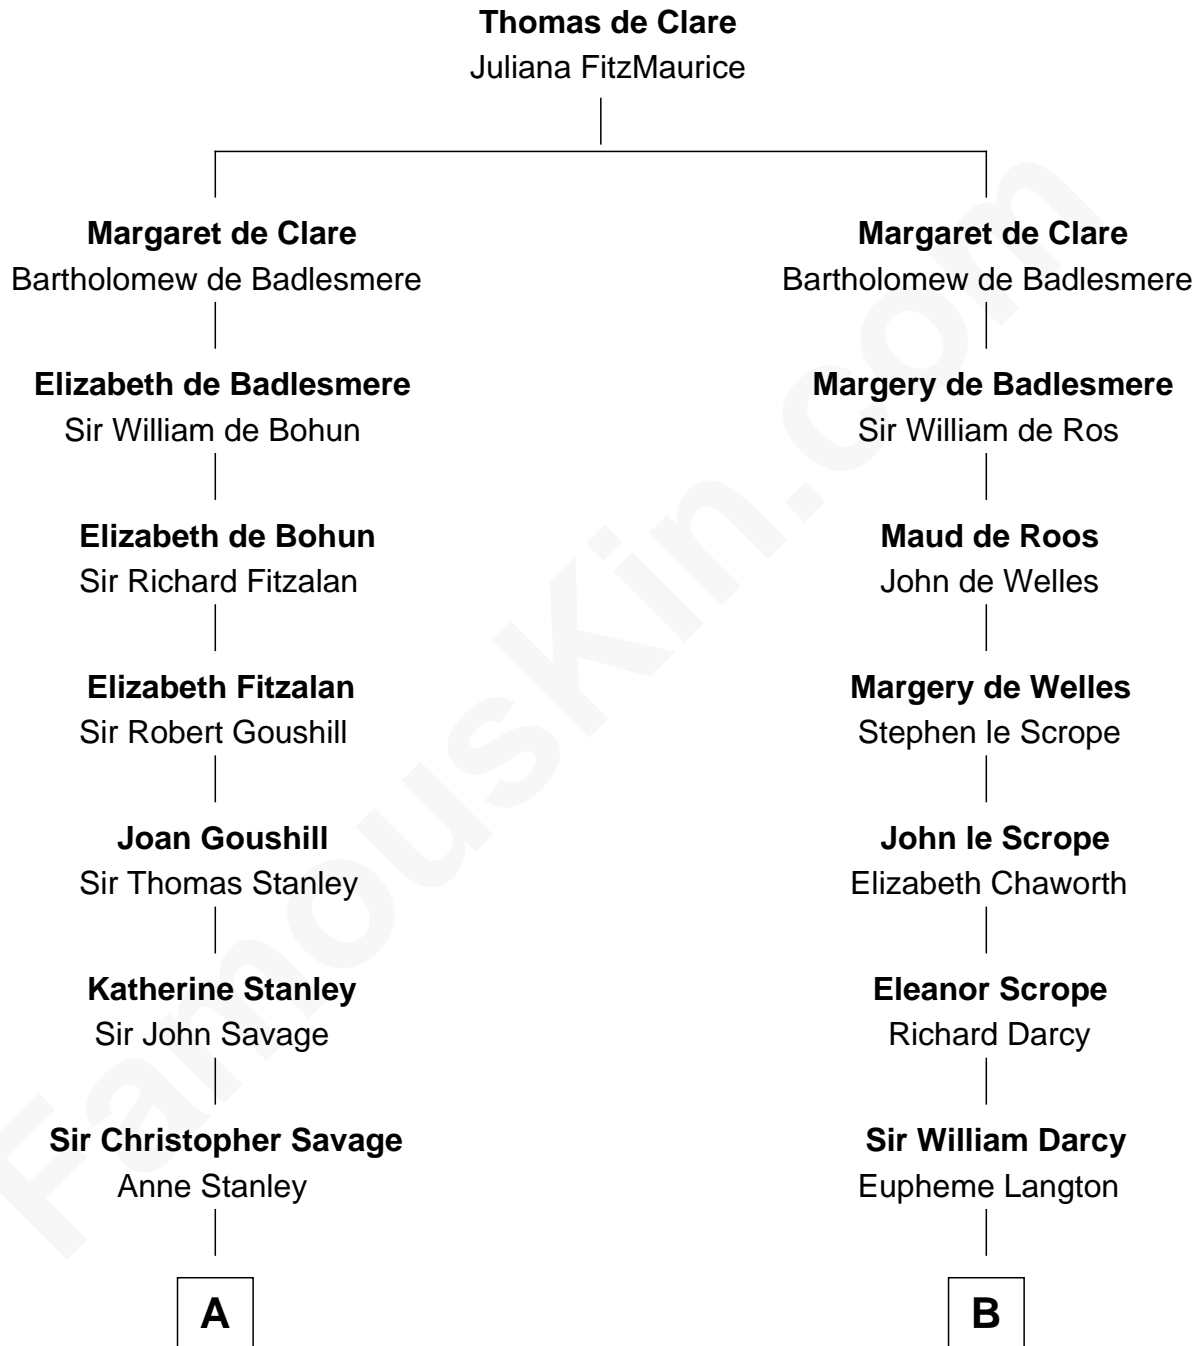 Thomas de Clare
Juliana FitzMaurice
Margaret de Clare
Bartholomew de Badlesmere
Elizabeth de Badlesmere
Sir William de Bohun
Elizabeth de Bohun
Sir Richard Fitzalan
Elizabeth Fitzalan
Sir Robert Goushill
Joan Goushill
Sir Thomas Stanley
Katherine Stanley
Sir John Savage
Sir Christopher Savage
Anne Stanley
A
Margaret de Clare
Bartholomew de Badlesmere
Margery de Badlesmere
Sir William de Ros
Maud de Roos
John de Welles
Margery de Welles
Stephen le Scrope
John le Scrope
Elizabeth Chaworth
Eleanor Scrope
Richard Darcy
Sir William Darcy
Eupheme Langton
B
FamousKin.com